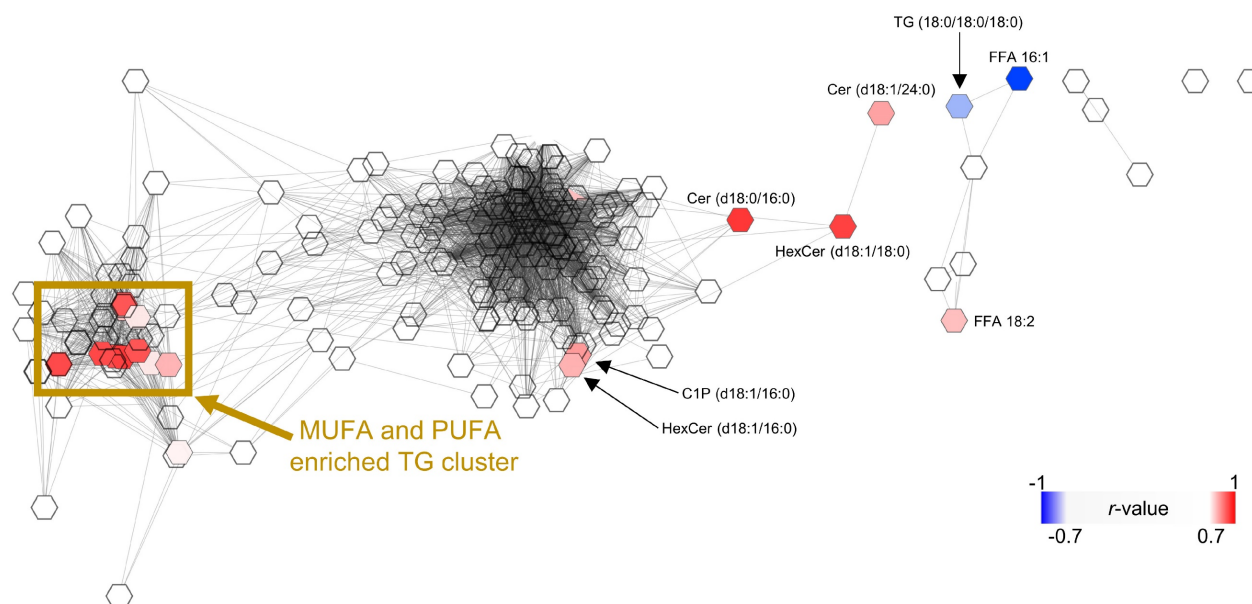 TG (18:0/18:0/18:0)
FFA 16:1
Cer (d18:1/24:0)
Cer (d18:0/16:0)
HexCer (d18:1/18:0)
FFA 18:2
C1P (d18:1/16:0)
HexCer (d18:1/16:0)
MUFA and PUFA
enriched TG cluster
-1 1
r-value
-0.7 0.7